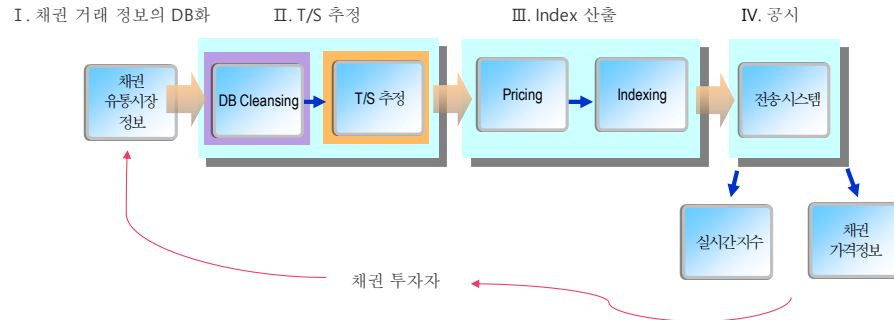 Ⅰ. 채권 거래 정보의 DB화
Ⅱ. T/S 추정
Ⅲ. Index 산출
Ⅳ. 공시
채권
유통시장
정보
DB Cleansing
T/S 추정
Pricing
Indexing
전송시스템
실시간지수
채권
가격정보
채권 투자자